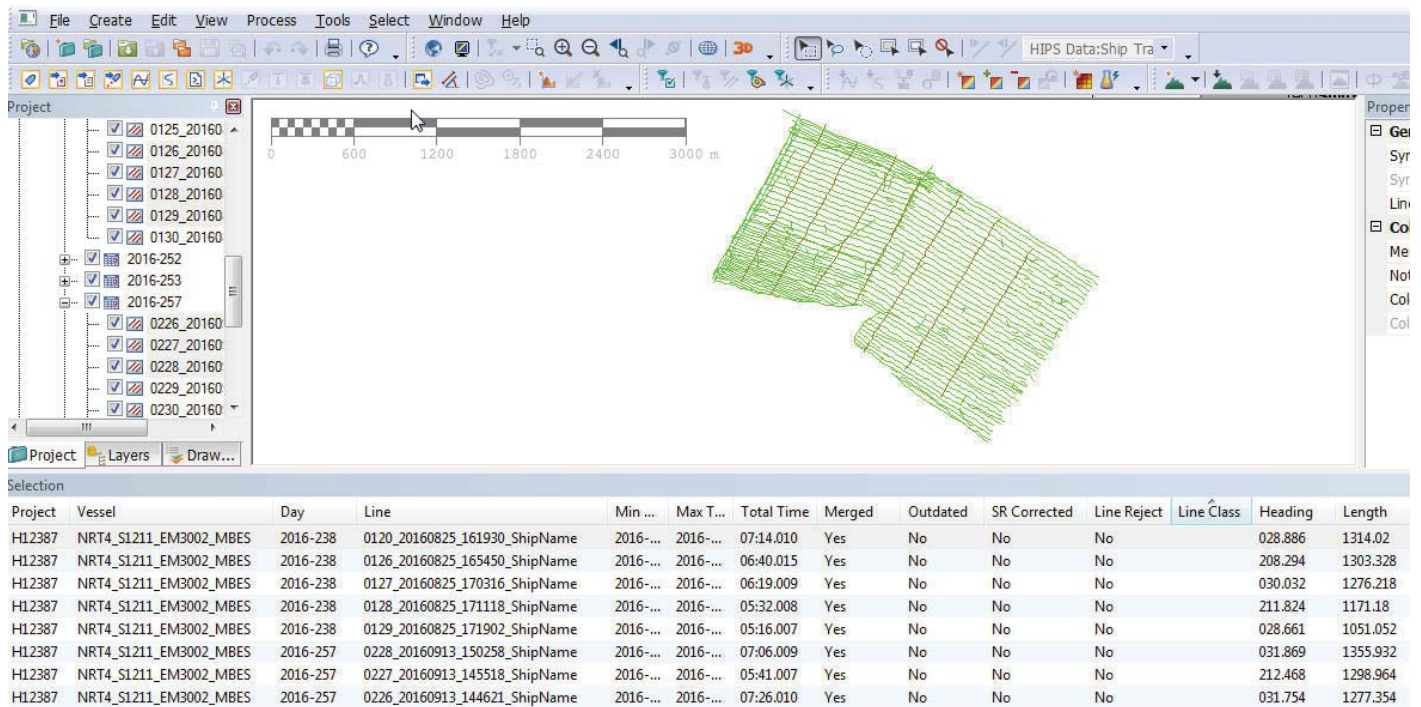 File Create Edit View Process Tools Select Window Help
3D HIPS Data:Ship Tra
Project
0125_20160
0126_20160
0127_20160
0128_20160
0129_20160
0130_20160
2016-252
2016-253
2016-257
0226_20160
0227_20160
0228_20160
0229_20160
0230_20160
Project Layers Draw...
0 600 1200 1800 2400 3000 m
Proper
Ger
Syr
Syr
Line
Col
Me
Not
Col
Col
Selection
Project Vessel Day Line Min ... Max T... Total Time Merged Outdated SR Corrected Line Reject Line Class Heading Length
H12387 NRT4_S1211_EM3002_MBES 2016-238 0120_20160825_161930_ShipName 2016-... 2016-... 07:14.010 Yes No No No 028.886 1314.02
H12387 NRT4_S1211_EM3002_MBES 2016-238 0126_20160825_165450_ShipName 2016-... 2016-... 06:40.015 Yes No No No 208.294 1303.328
H12387 NRT4_S1211_EM3002_MBES 2016-238 0127_20160825_170316_ShipName 2016-... 2016-... 06:19.009 Yes No No No 030.032 1276.218
H12387 NRT4_S1211_EM3002_MBES 2016-238 0128_20160825_171118_ShipName 2016-... 2016-... 05:32.008 Yes No No No 211.824 1171.18
H12387 NRT4_S1211_EM3002_MBES 2016-238 0129_20160825_171902_ShipName 2016-... 2016-... 05:16.007 Yes No No No 028.661 1051.052
H12387 NRT4_S1211_EM3002_MBES 2016-257 0228_20160913_150258_ShipName 2016-... 2016-... 07:06.009 Yes No No No 031.869 1355.932
H12387 NRT4_S1211_EM3002_MBES 2016-257 0227_20160913_145518_ShipName 2016-... 2016-... 05:41.007 Yes No No No 212.468 1298.964
H12387 NRT4_S1211_EM3002_MBES 2016-257 0226_20160913_144621_ShipName 2016-... 2016-... 07:26.010 Yes No No No 031.754 1277.354